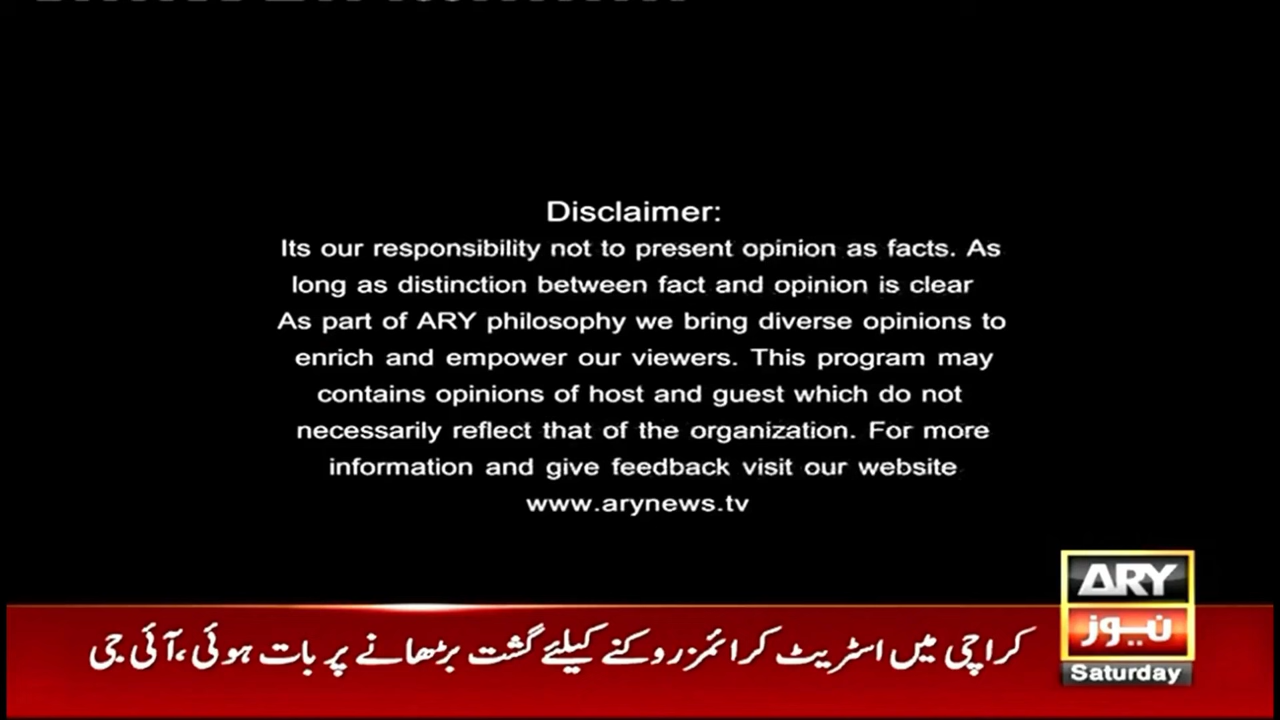 Disclaimer:
Its our responsibility not to present opinion as facts. As
long as distinction between fact and opinion is clear
As part of ARY philosophy we bring diverse opinions to
enrich and empower our viewers. This program may
contains opinions of host and guest which do not
necessarily reflect that of the organization. For more
information and give feedback visit our website
www.arynews.tv
ARY
نیوز
Saturday
کراچی میں اسٹریٹ کرائمز روکنے کیلئے گشت بڑھانے پر بات ہوئی، آئی جی